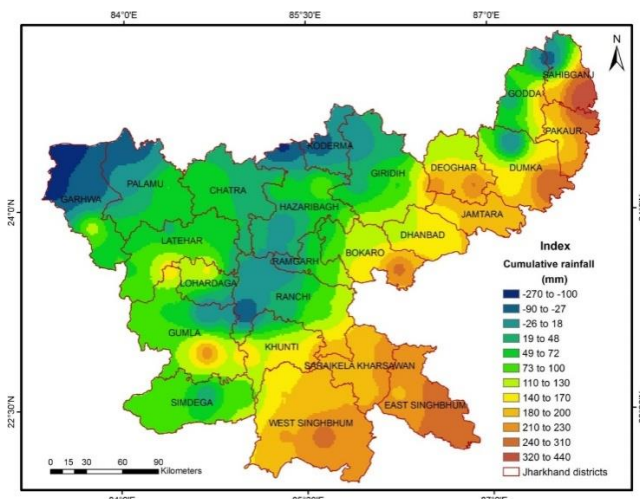 84°0'E 85°30'E 87°0'E
N
SAHIBGANJ
GODDA
PAKAUR
KODERMA
DEOGHAR
DUMKA
GIRIDIH
PALAMU
CHATRA
GARHWA
HAZARIBAGH
JAMTARA
24°0'N
DHANBAD
LATEHAR
BOKARO
RAMGARH
LOHARDAGA
RANCHI
GUMLA
KHUNTI
SARAIKELA KHARSAWAN
SIMDEGA
EAST SINGHBHUM
22°30'N
WEST SINGHBHUM
Index
Cumulative rainfall
(mm)
-270 to -100
-90 to -27
-26 to 18
19 to 48
49 to 72
73 to 100
110 to 130
140 to 170
180 to 200
210 to 230
240 to 310
320 to 440
Jharkhand districts
0 15 30 60 90
Kilometers